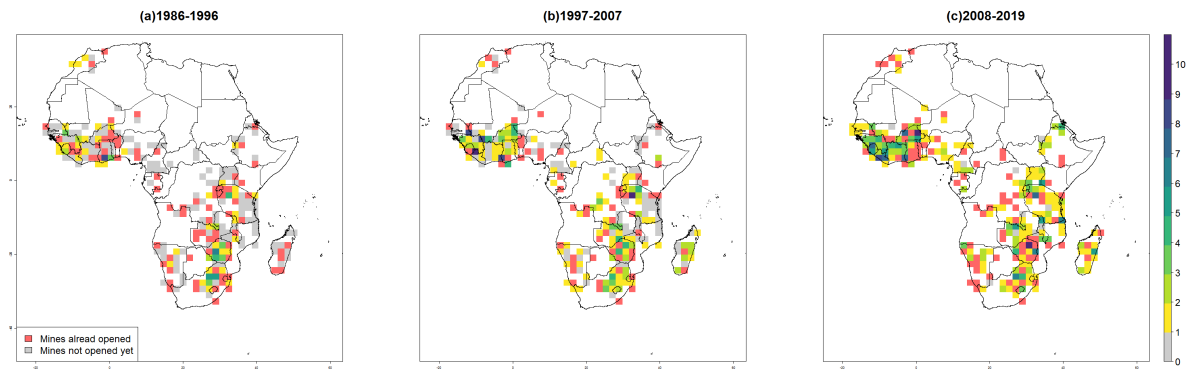 (a)1986-1996
(b)1997-2007
(c)2008-2019
Mines alread opened
Mines not opened yet
10
9
8
7
6
5
4
3
2
1
0